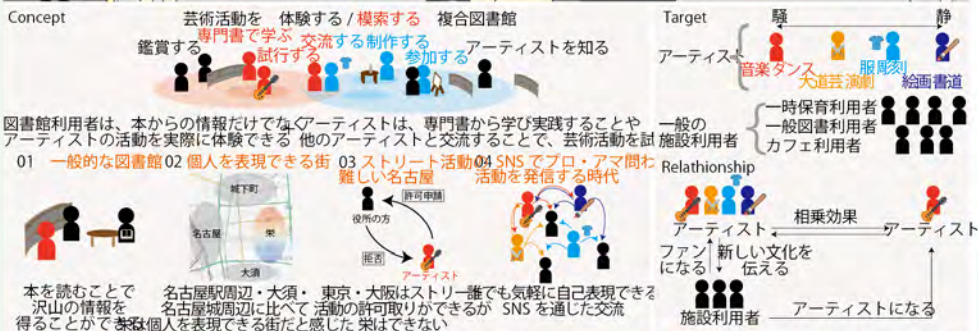 Concept
芸術活動を 体験する / 模索する 複合図書館
鑑賞する
専門書で学ぶ
試行する
交流する
制作する
参加する
アーティストを知る
図書館利用者は、本からの情報だけでなく
アーティストの活動を実際に体験できる
アーティストは、専門書から学び実践することや
他のアーティストと交流することで、芸術活動を試
01 一般的な図書館
本を読むことで
沢山の情報を
得ることができる
02 個人を表現できる街
城下町
名古屋
栄
大須
名古屋駅周辺・大須・
名古屋城周辺に比べて
栄は個人を表現できる街だと感じた
03 ストリート活動の
難しい名古屋
役所の方
許可申請
拒否
アーティスト
東京・大阪はストリー
活動の許可取りができるが
栄はできない
04 SNS でプロ・アマ問わ
活動を発信する時代
誰でも気軽に自己表現できる
SNS を通じた交流
Target
騒
静
アーティスト
音楽ダンス
大道芸演劇
服彫刻
絵画書道
一般の
施設利用者
一時保育利用者
一般図書利用者
カフェ利用者
Relathionship
アーティスト
相乗効果
アーティスト
ファン
になる
新しい文化を
伝える
施設利用者
アーティストになる